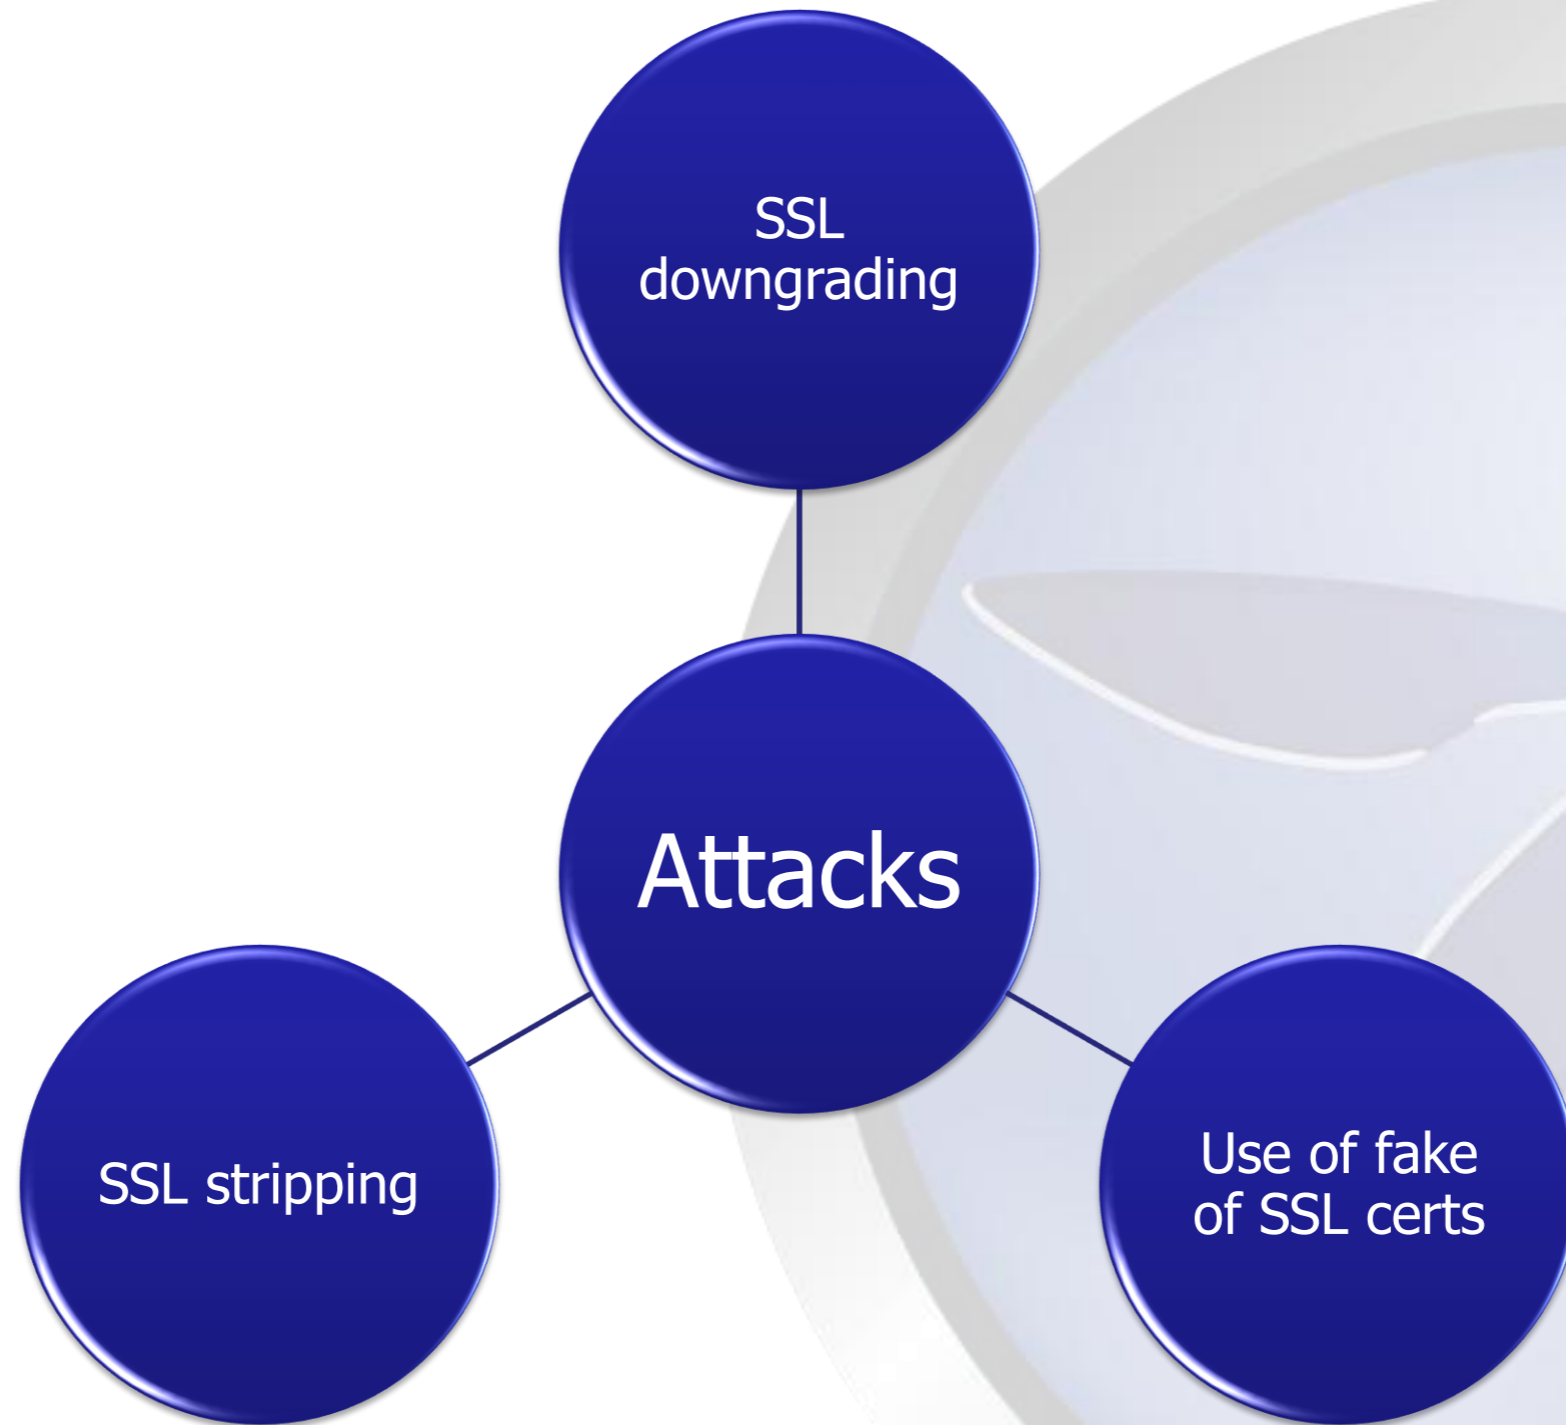 SSL
downgrading
Attacks
SSL stripping
Use of fake
of SSL certs